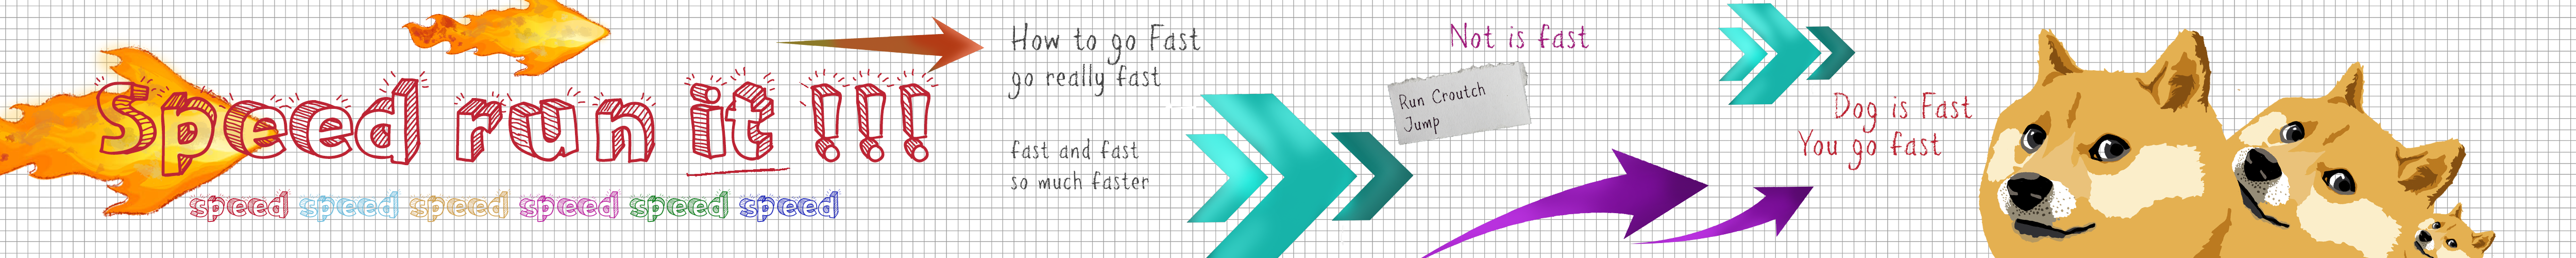 Speed run it !!!
speed speed speed speed speed speed
How to go Fast
go really fast
fast and fast
so much faster
Not is fast
Run Croutch
Jump
Dog is Fast
You go fast